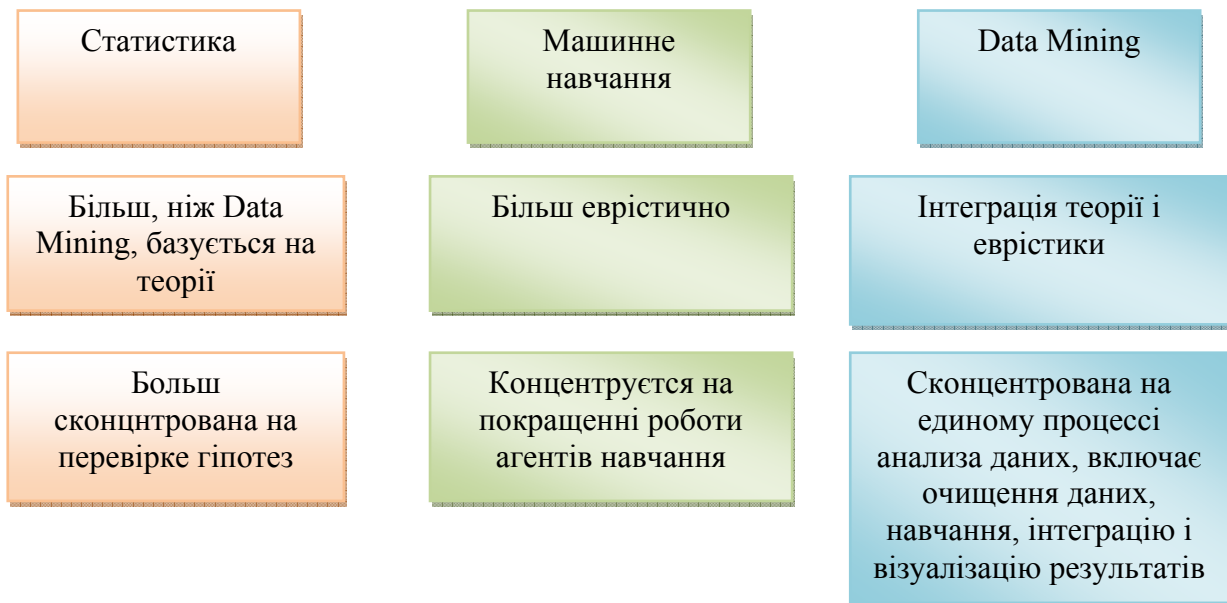 Статистика
Машинне
навчання
Data Mining
Більш, ніж Data
Mining, базується на
теорії
Більш еврістично
Інтеграція теорії і
еврістики
Больш
сконцнтрована на
перевірке гіпотез
Концентруєтся на
покращенні роботи
агентів навчання
Сконцентрована на
единому процессі
анализа даних, включає
очищення даних,
навчання, інтеграцію і
візуалізацію результатів